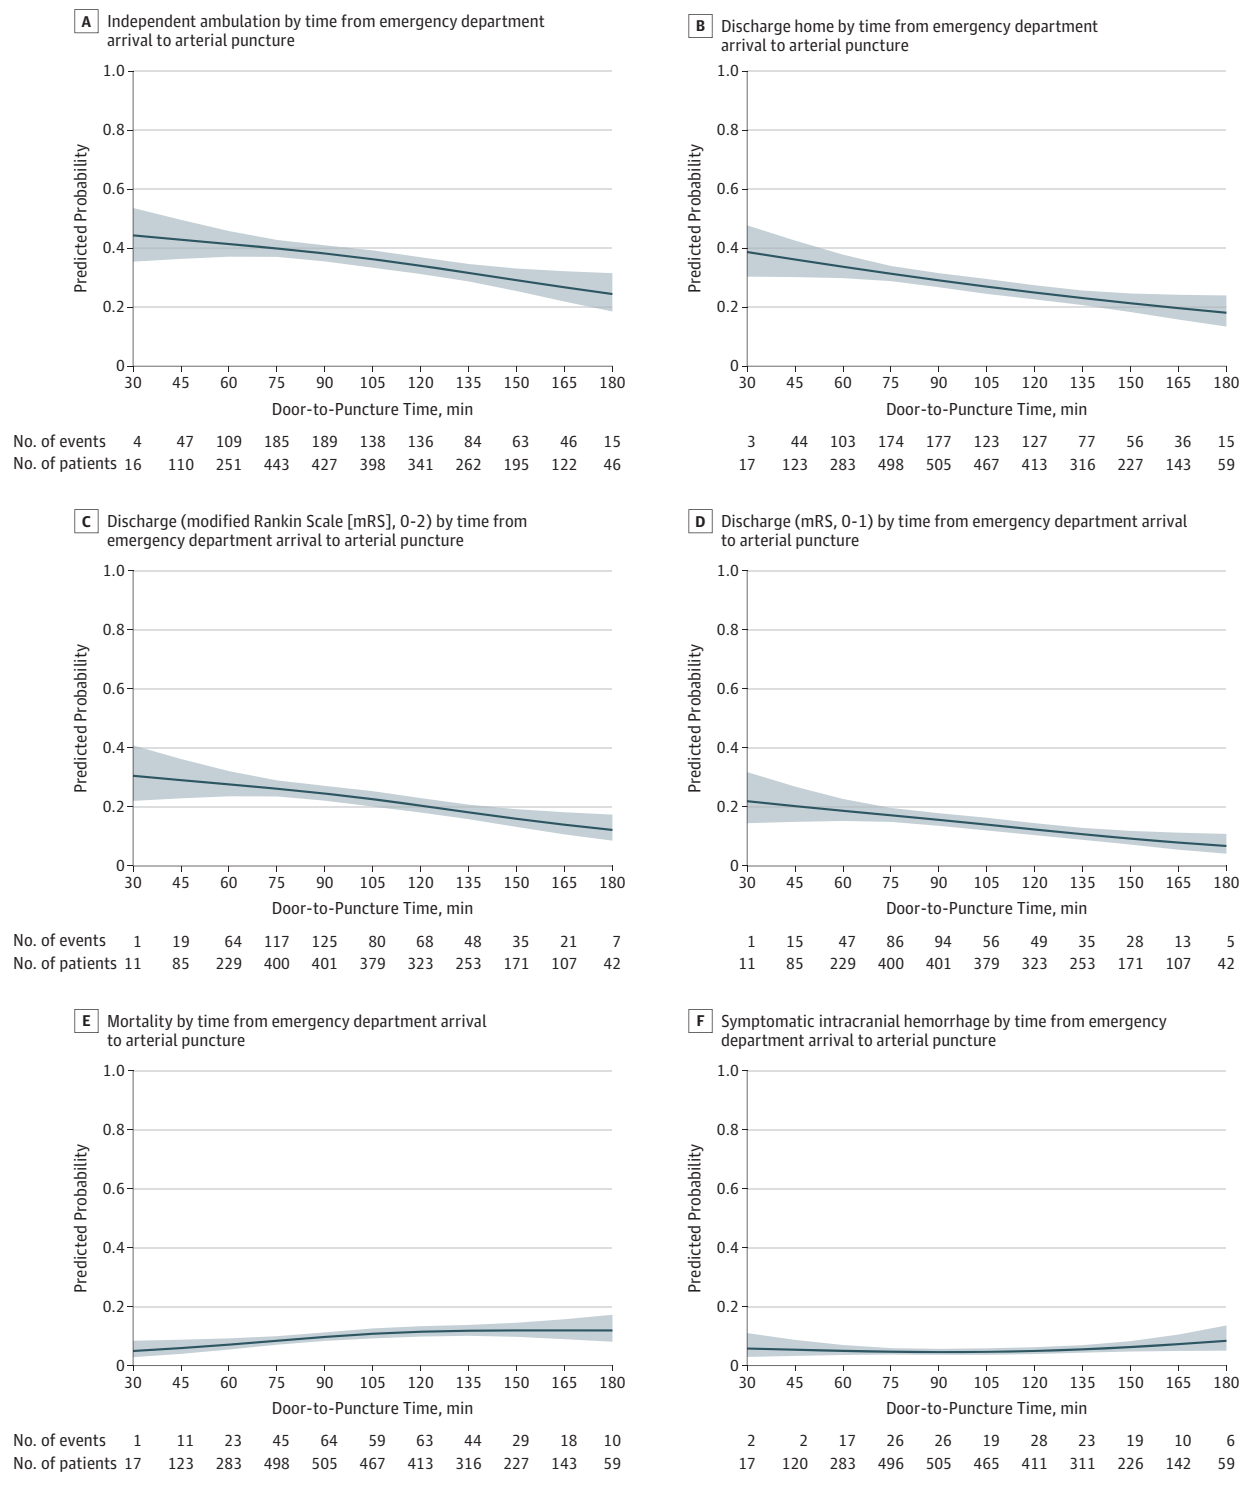 A Independent ambulation by time from emergency department
arrival to arterial puncture
1.0
0.8
0.6
0.4
0.2
0
Predicted Probability
30 45 60 75 90 105 120 135 150 165 180
Door-to-Puncture Time, min
No. of events 4 47 109 185 189 138 136 84 63 46 15
No. of patients 16 110 251 443 427 398 341 262 195 122 46
B Discharge home by time from emergency department
arrival to arterial puncture
1.0
0.8
0.6
0.4
0.2
0
Predicted Probability
30 45 60 75 90 105 120 135 150 165 180
Door-to-Puncture Time, min
3 44 103 174 177 123 127 77 56 36 15
17 123 283 498 505 467 413 316 227 143 59
C Discharge (modified Rankin Scale [mRS], 0-2) by time from
emergency department arrival to arterial puncture
1.0
0.8
0.6
0.4
0.2
0
Predicted Probability
30 45 60 75 90 105 120 135 150 165 180
Door-to-Puncture Time, min
No. of events 1 19 64 117 125 80 68 48 35 21 7
No. of patients 11 85 229 400 401 379 323 253 171 107 42
D Discharge (mRS, 0-1) by time from emergency department arrival
to arterial puncture
1.0
0.8
0.6
0.4
0.2
0
Predicted Probability
30 45 60 75 90 105 120 135 150 165 180
Door-to-Puncture Time, min
1 15 47 86 94 56 49 35 28 13 5
11 85 229 400 401 379 323 253 171 107 42
E Mortality by time from emergency department arrival
to arterial puncture
1.0
0.8
0.6
0.4
0.2
0
Predicted Probability
30 45 60 75 90 105 120 135 150 165 180
Door-to-Puncture Time, min
No. of events 1 11 23 45 64 59 63 44 29 18 10
No. of patients 17 123 283 498 505 467 413 316 227 143 59
F Symptomatic intracranial hemorrhage by time from emergency
department arrival to arterial puncture
1.0
0.8
0.6
0.4
0.2
0
Predicted Probability
30 45 60 75 90 105 120 135 150 165 180
Door-to-Puncture Time, min
2 2 17 26 26 19 28 23 19 10 6
17 120 283 496 505 465 411 311 226 142 59